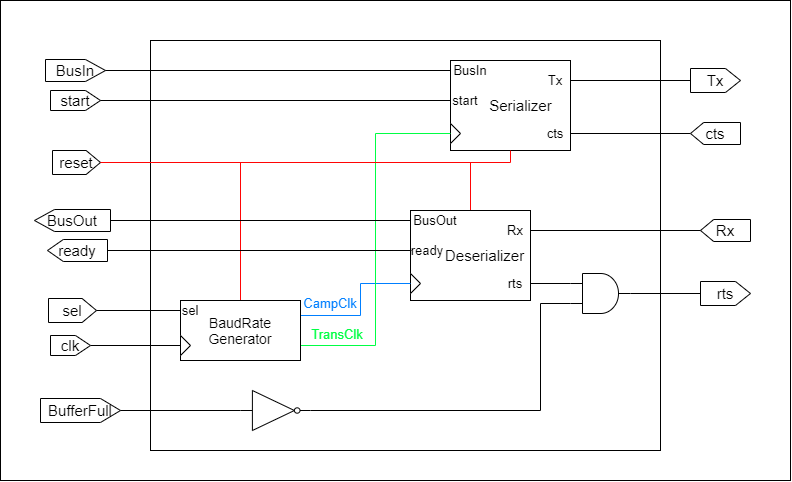 BusIn
BusIn
Tx
Tx
start
start
Serializer
cts
cts
reset
BusOut
BusOut
Rx
Rx
ready
ready
Deserializer
rts
rts
CampClk
sel
sel
BaudRate
Generator
TransClk
clk
BufferFull